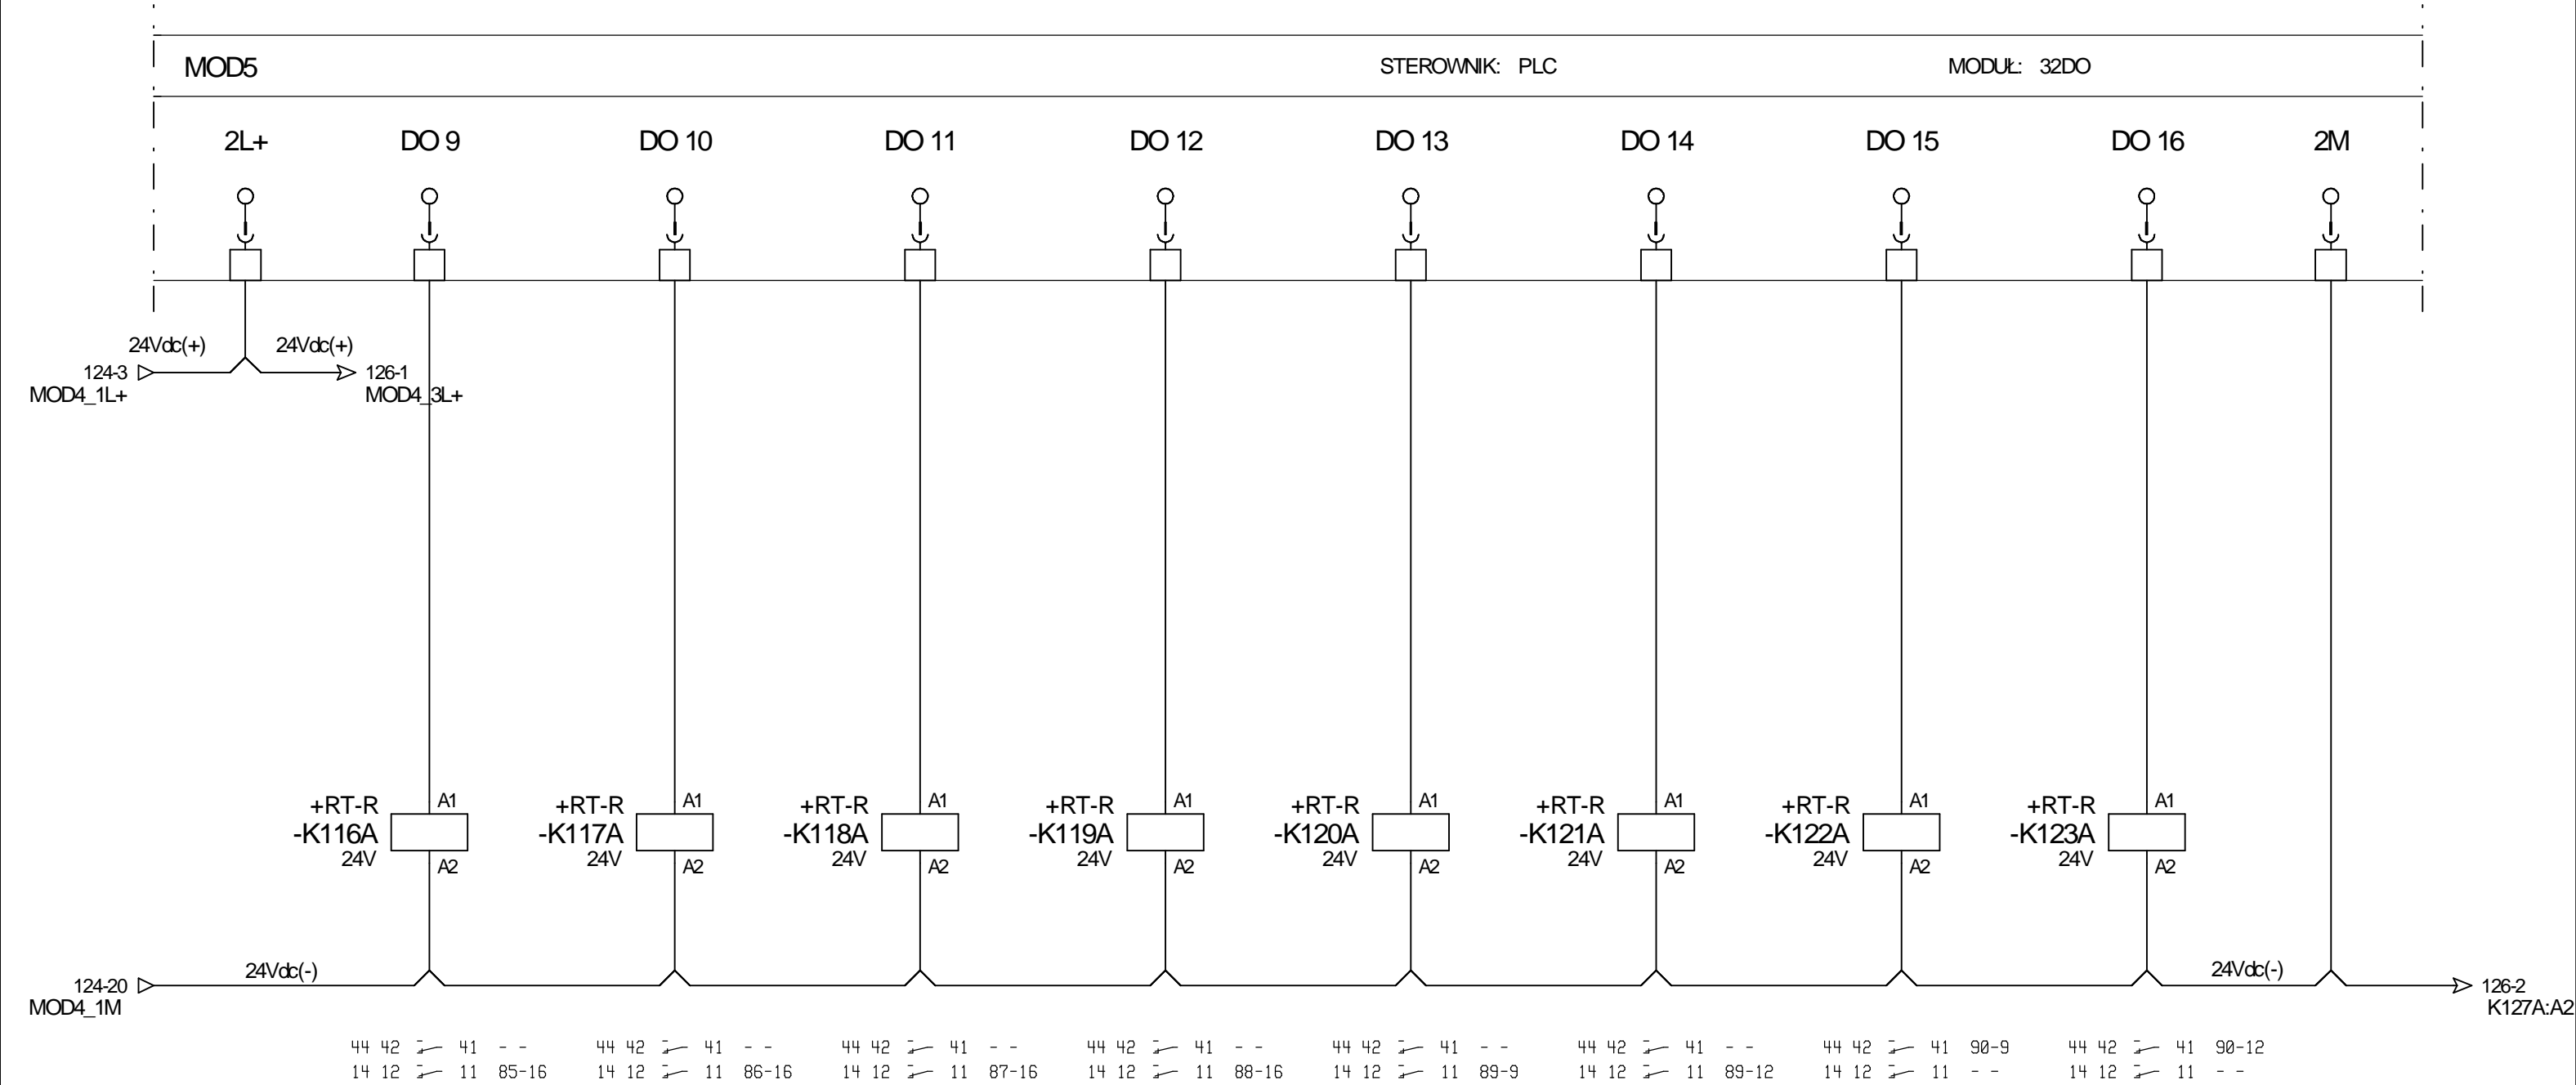 MOD5 STEROWNIK: PLC MODUŁ: 32DO
2L+ DO 9 DO 10 DO 11 DO 12 DO 13 DO 14 DO 15 DO 16 2M
24Vdc(+) 24Vdc(+)
124-3 126-1
MOD4_1L+ MOD4_3L+
+RT-R A1 +RT-R A1 +RT-R A1 +RT-R A1 +RT-R A1 +RT-R A1 +RT-R A1 +RT-R A1
-K116A -K117A -K118A -K119A -K120A -K121A -K122A -K123A
24V A2 24V A2 24V A2 24V A2 24V A2 24V A2 24V A2 24V A2
24Vdc(-) 24Vdc(-)
124-20 126-2
MOD4_1M K127A:A2
44 42 41 - - 44 42 41 - - 44 42 41 - - 44 42 41 - - 44 42 41 - - 44 42 41 - - 44 42 41 90-9 44 42 41 90-12
14 12 11 85-16 14 12 11 86-16 14 12 11 87-16 14 12 11 88-16 14 12 11 89-9 14 12 11 89-12 14 12 11 - - 14 12 11 - -